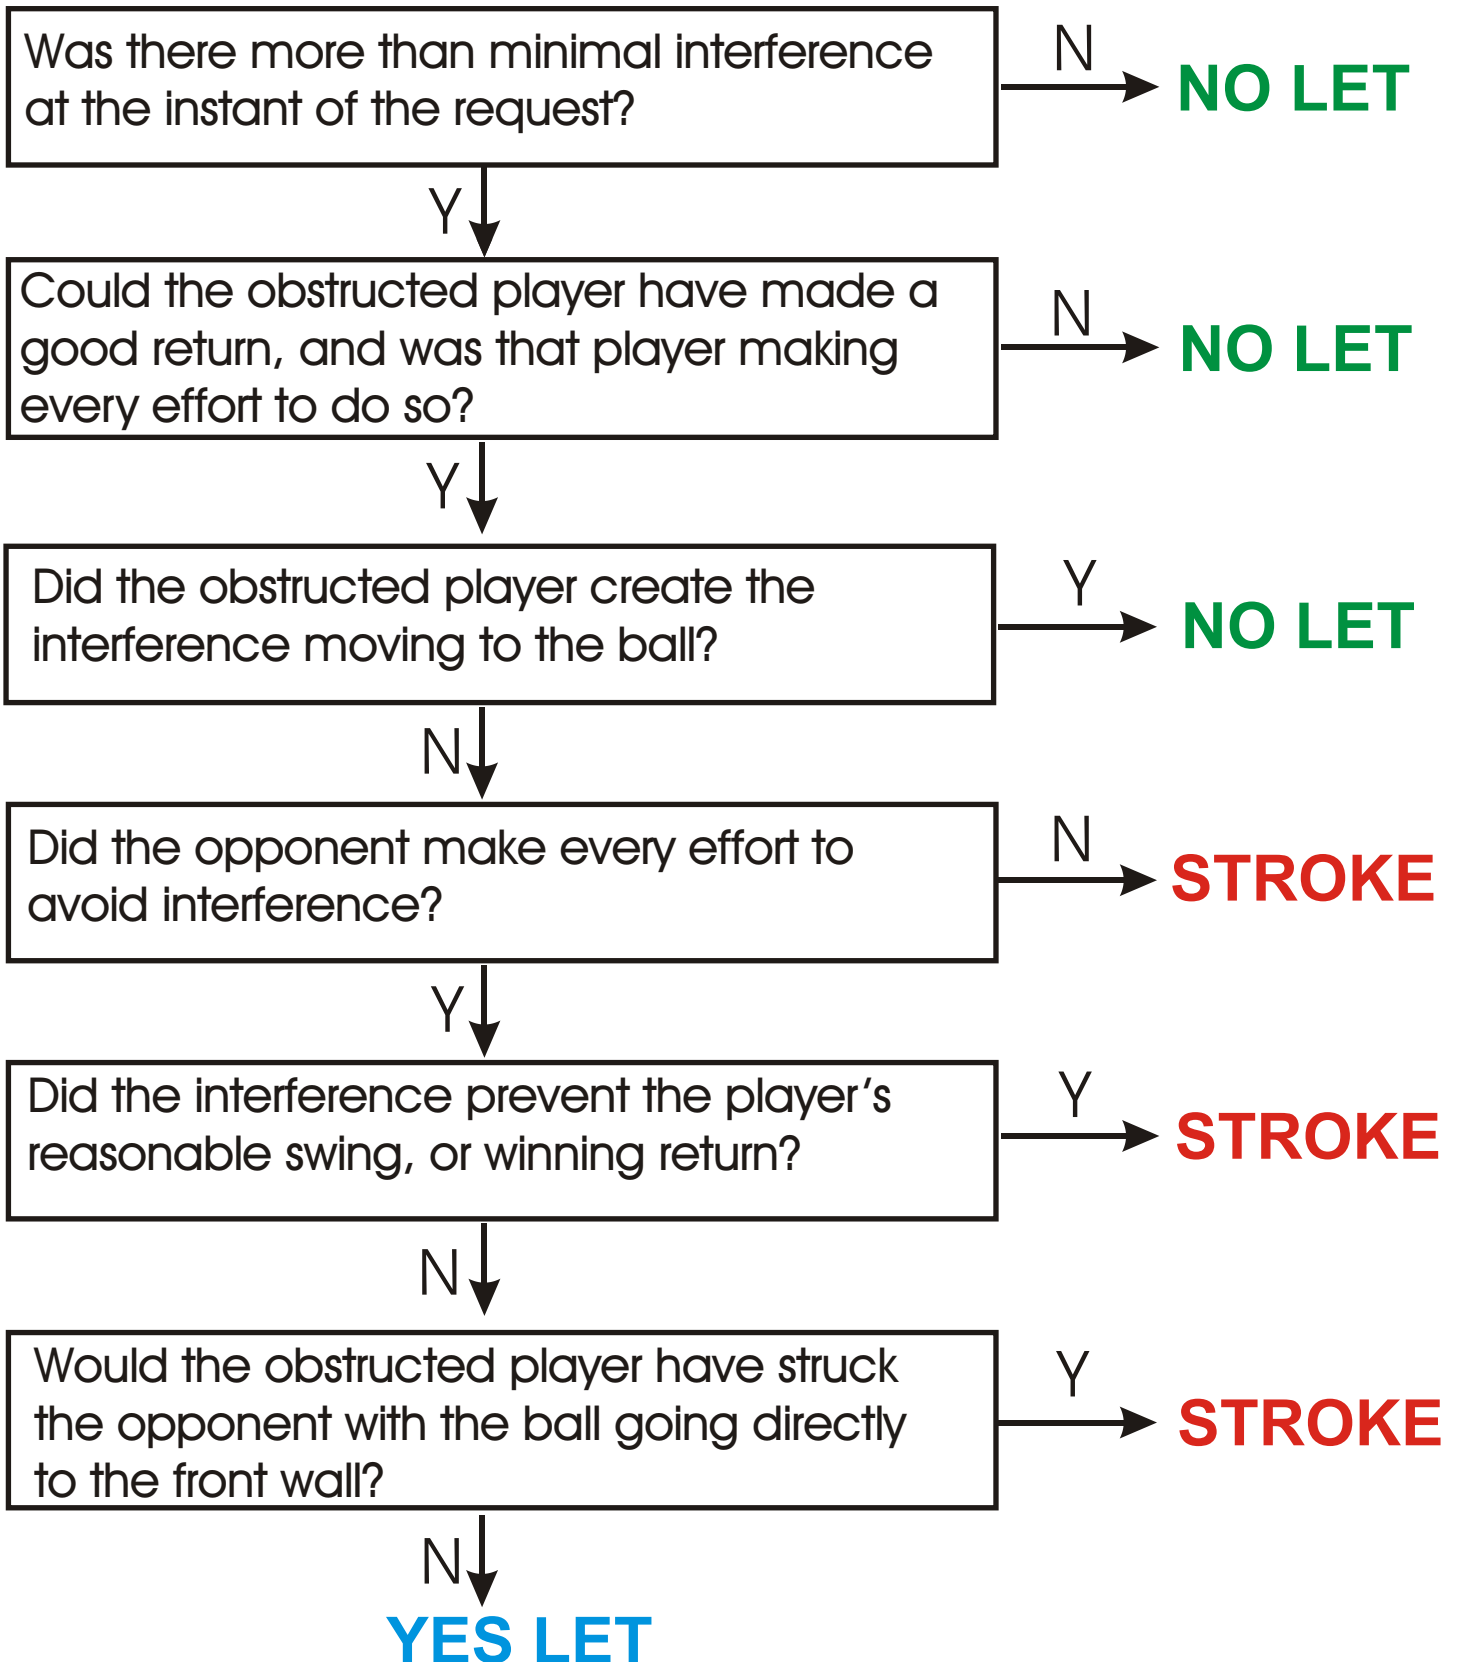 Was there more than minimal interference
at the instant of the request?
N
NO LET
Y
Could the obstructed player have made a
good return, and was that player making
every effort to do so?
N
NO LET
Y
Did the obstructed player create the
interference moving to the ball?
Y
NO LET
N
Did the opponent make every effort to
avoid interference?
N
STROKE
Y
Did the interference prevent the player‘s
reasonable swing, or winning return?
Y
STROKE
N
Would the obstructed player have struck
the opponent with the ball going directly
to the front wall?
Y
STROKE
N
YES LET